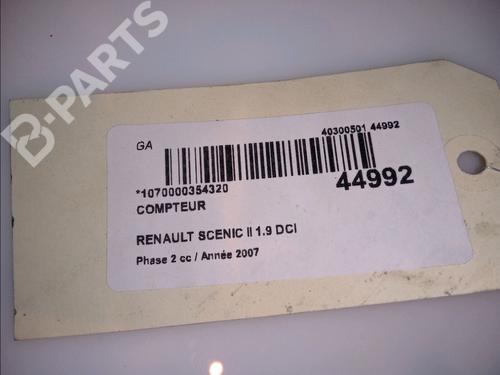 B-PARTS
GA
40300501 44992
*1070000354320
44992
COMPTEUR
RENAULT SCENIC II 1.9 DCI
Phase 2 cc / Année 2007